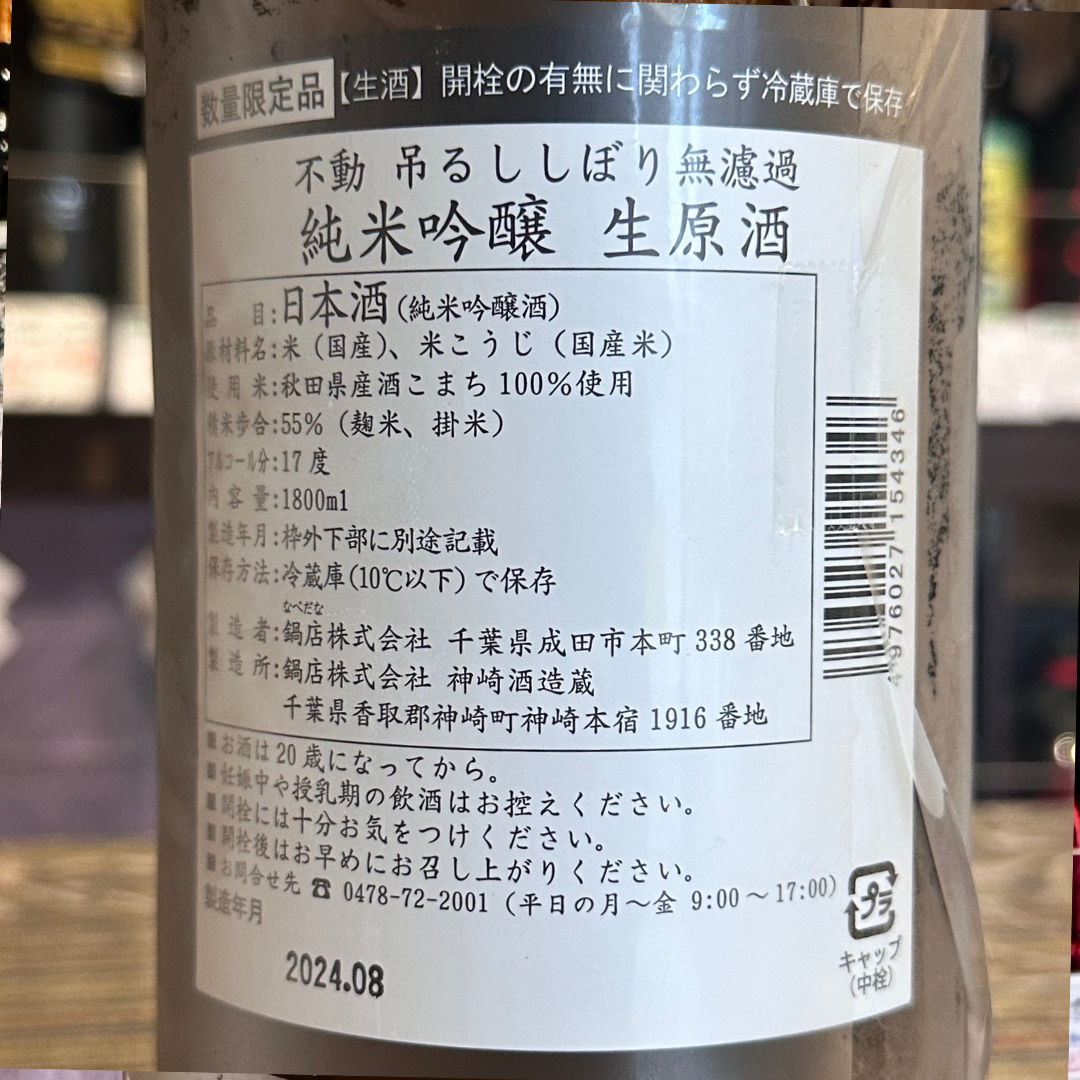 数量限定品【生酒】開栓の有無に関わらず冷蔵庫で保存
不動 吊るししぼり無濾過
純米吟醸 生原酒
品目:日本酒(純米吟醸酒)
原材料名:米(国産)、米こうじ(国産米)
使用米:秋田県産酒こまち100%使用
精米歩合:55%(麹米、掛米)
アルコール分:17度
内容量:1800ml
製造年月:枠外下部に別途記載
保存方法:冷蔵庫(10℃以下)で保存
なべだな
製造者:鍋店株式会社 千葉県成田市本町338番地
製造所:鍋店株式会社 神崎酒造蔵
千葉県香取郡神崎町神崎本宿1916番地
■お酒は20歳になってから。
■妊娠中や授乳期の飲酒はお控えください。
■開栓には十分お気をつけください。
■開栓後はお早めにお召し上がりください。
■お問合せ先 ☎ 0478-72-2001(平日の月~金 9:00~17:00)
製造年月
2024.08
4976027154346
プラ
キャップ
(中栓)